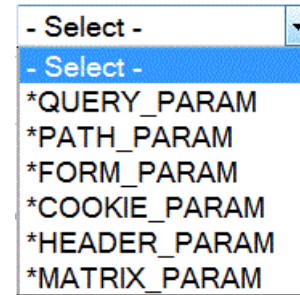 - Select -
- Select -
*QUERY_PARAM
*PATH_PARAM
*FORM_PARAM
*COOKIE_PARAM
*HEADER_PARAM
*MATRIX_PARAM